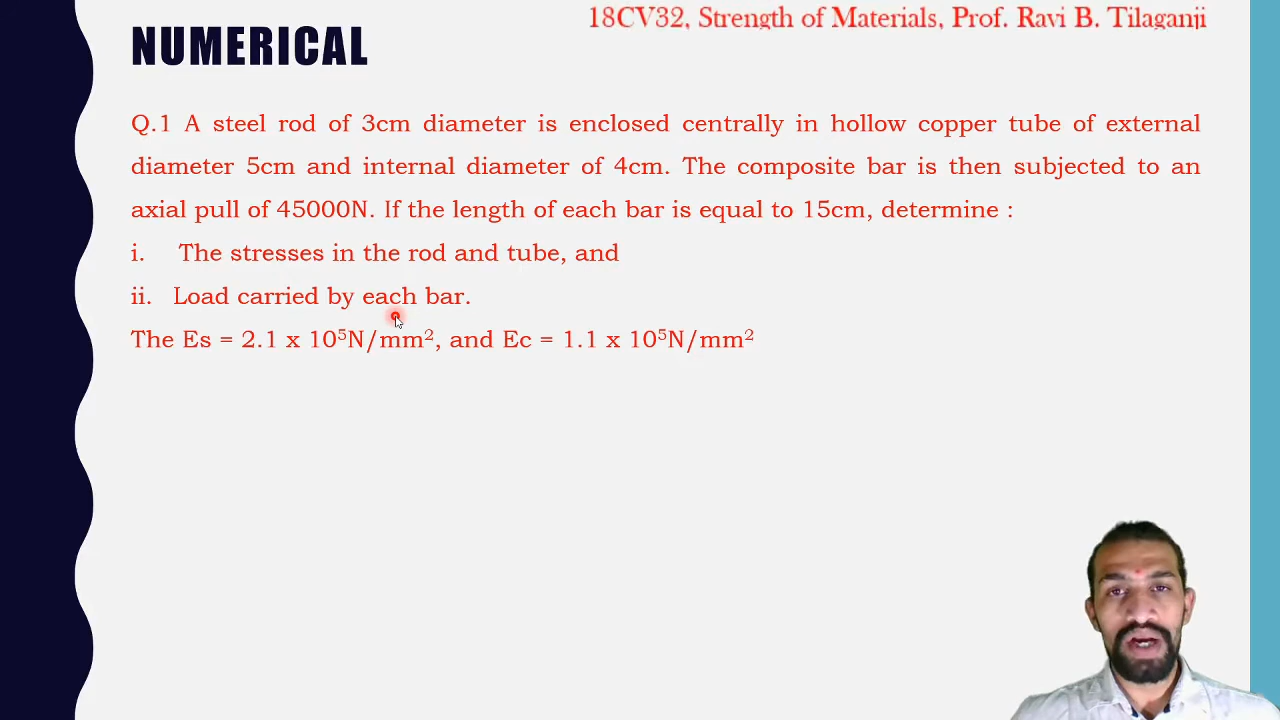 18CV32, Strength of Materials, Prof. Ravi B. Tilaganji
NUMERICAL
Q.1 A steel rod of 3cm diameter is enclosed centrally in hollow copper tube of external
diameter 5cm and internal diameter of 4cm. The composite bar is then subjected to an
axial pull of 45000N. If the length of each bar is equal to 15cm, determine :
i. The stresses in the rod and tube, and
ii. Load carried by each bar.
The Es = 2.1 x 10⁵N/mm², and Ec = 1.1 x 10⁵N/mm²